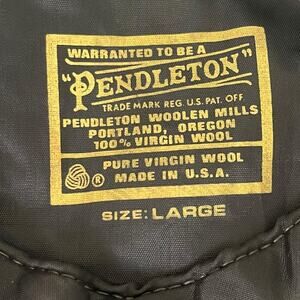 WARRANTED TO BE A
"PENDLETON"
TRADE MARK REG. U.S. PAT. OFF
PENDLETON WOOLEN MILLS
PORTLAND, OREGON
100% VIRGIN WOOL
PURE VIRGIN WOOL
® MADE IN U.S.A.
SIZE: LARGE